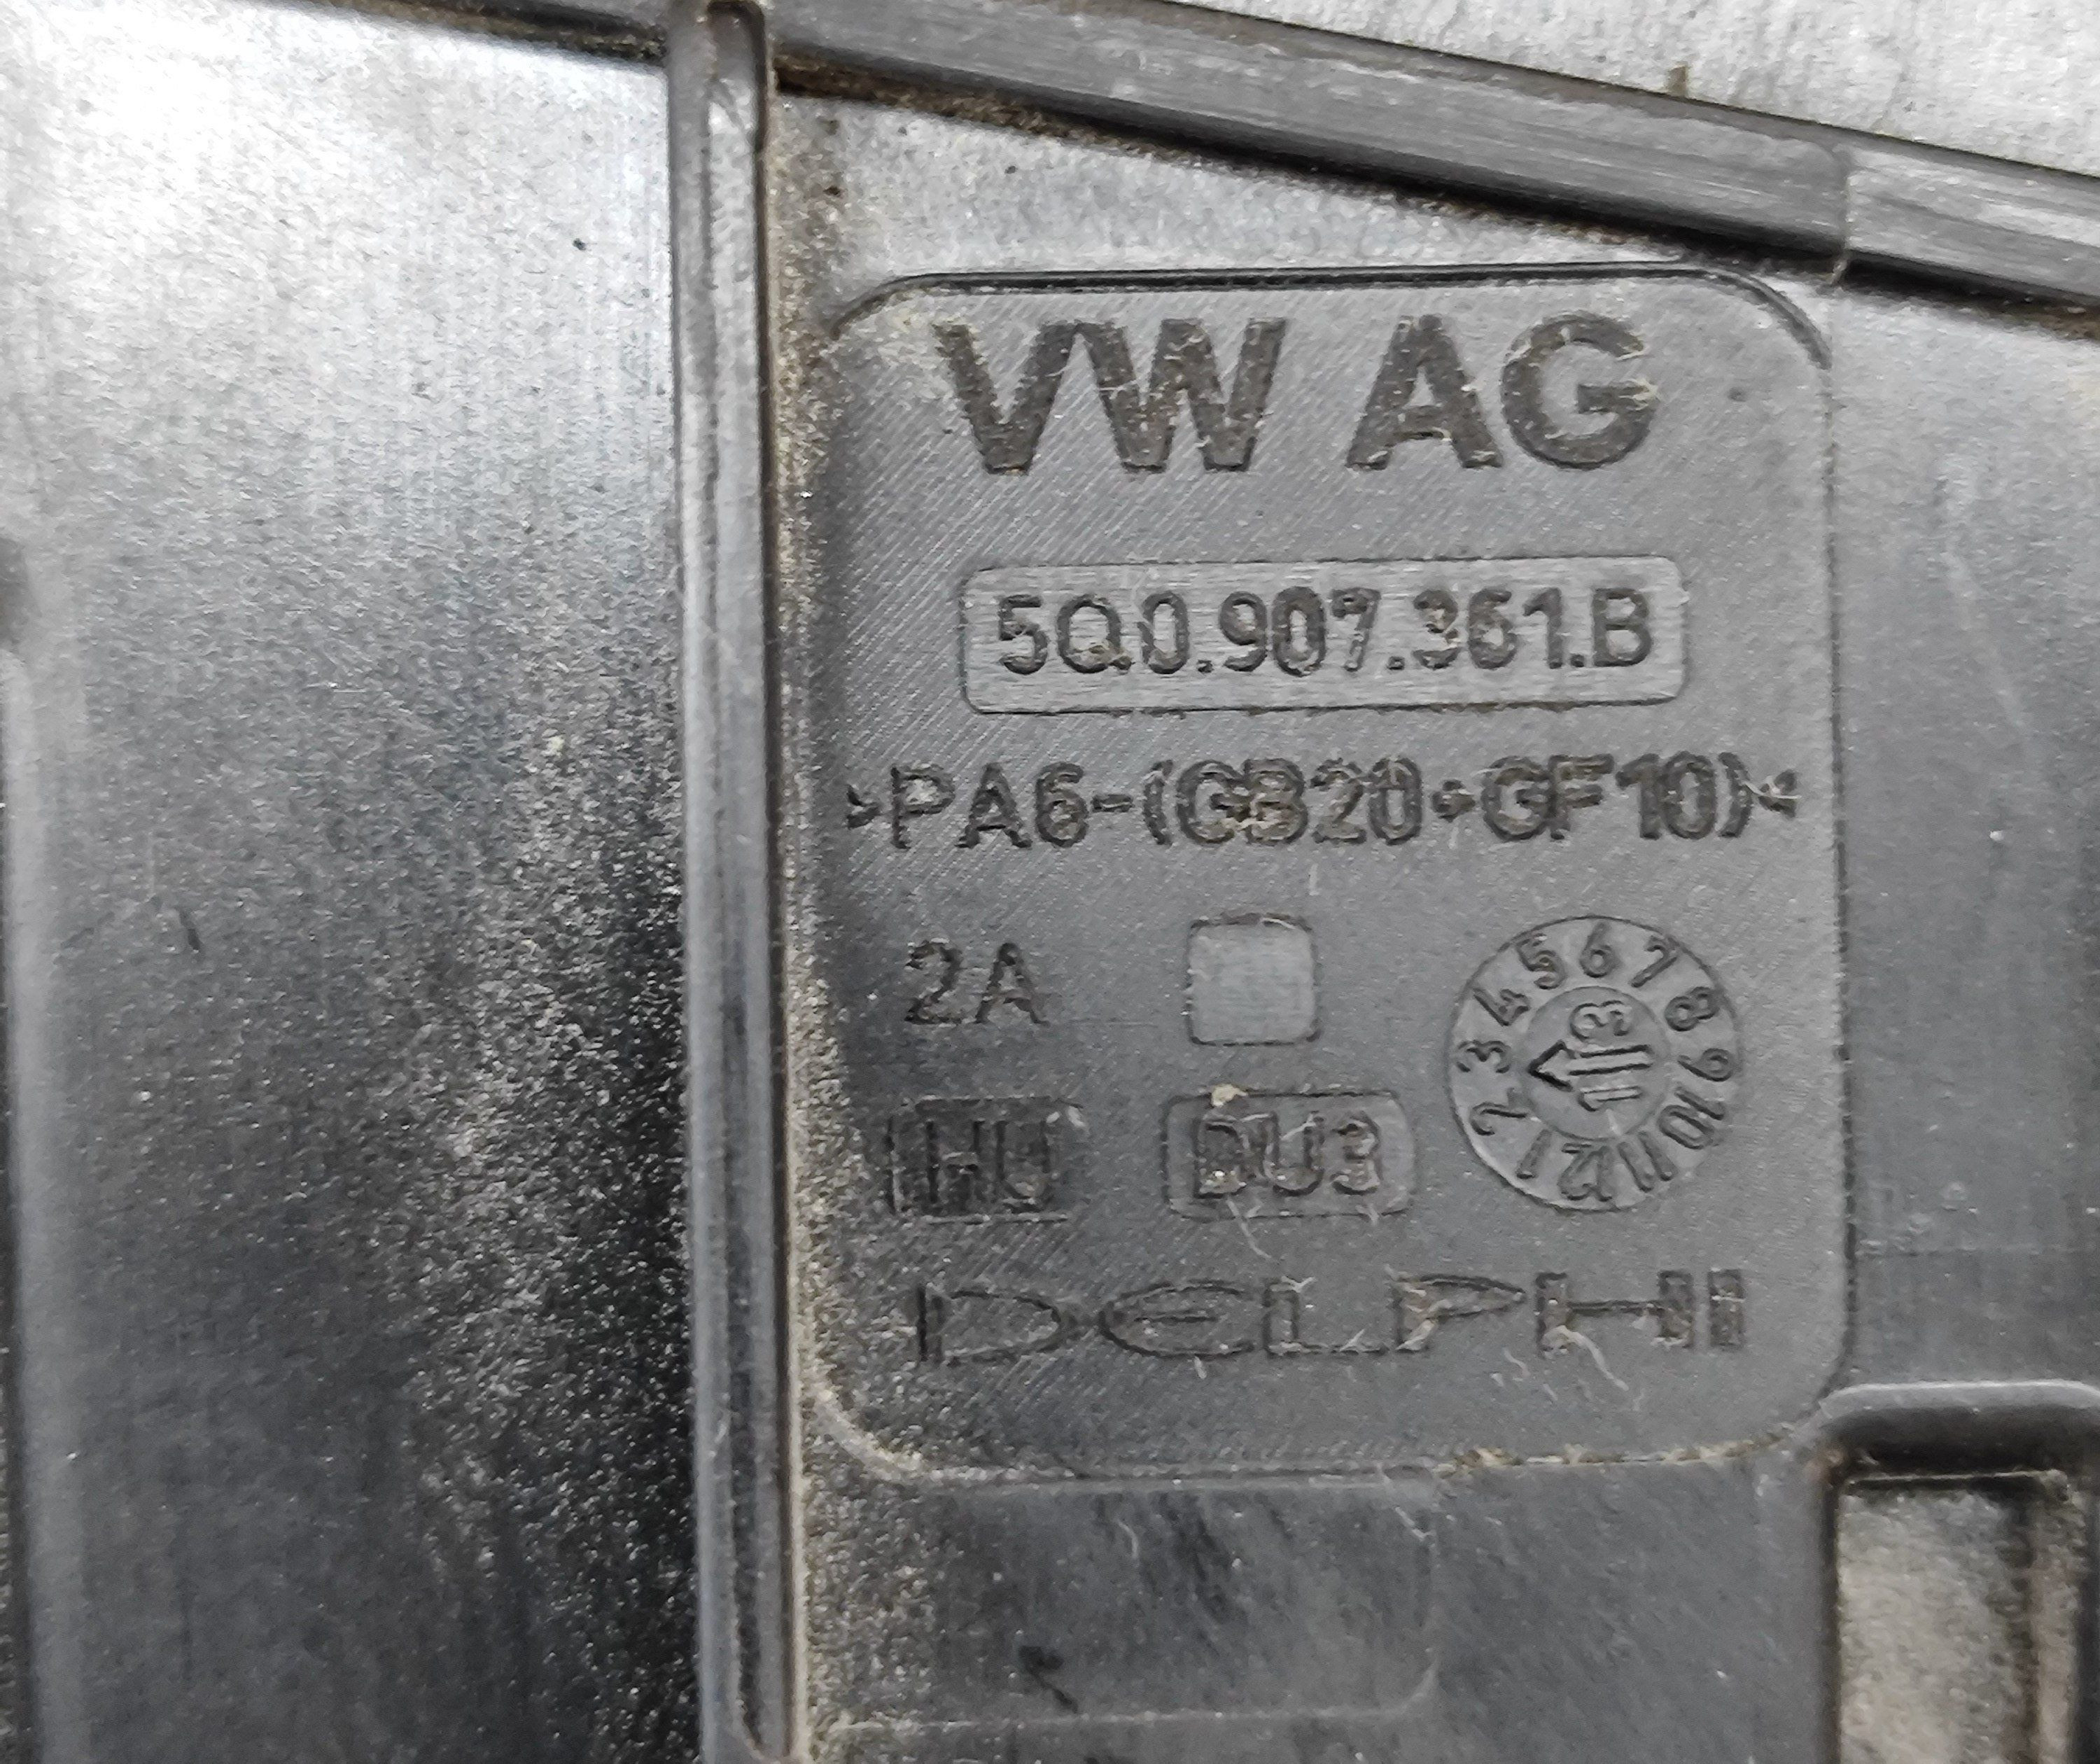 VW AG
5Q0.907.361.B
>PA6-(GB20+GF10)<
2A
1 2 3 4 5 6 7 8 9 10 11 12
13
HU DU3
DELPHI